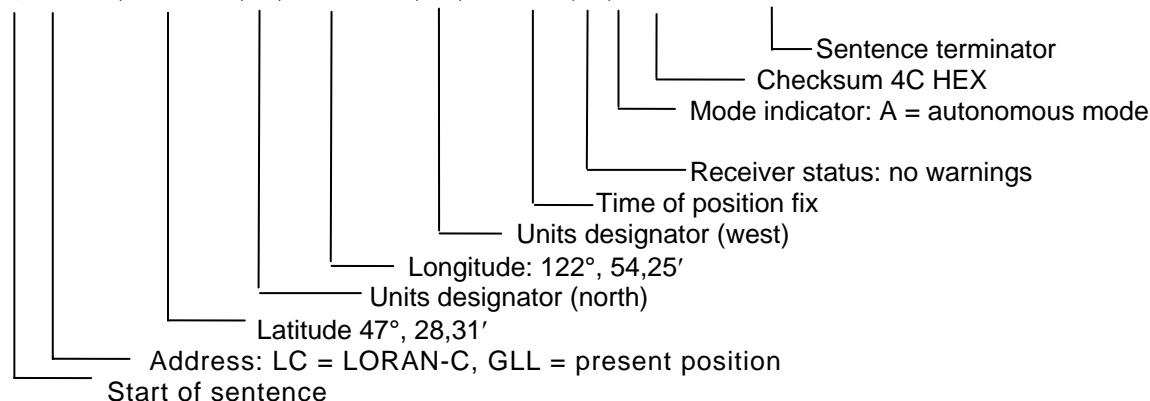 Sentence terminator
Checksum 4C HEX
Mode indicator: A = autonomous mode
Receiver status: no warnings
Time of position fix
Units designator (west)
Longitude: 122°, 54,25′
Units designator (north)
Latitude 47°, 28,31′
Address: LC = LORAN-C, GLL = present position
Start of sentence